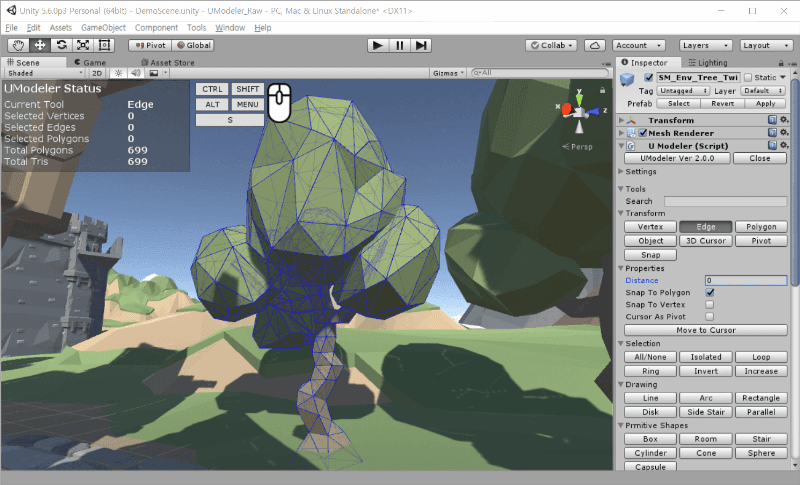 Unity 5.6.0p3 Personal (64bit) - DemoScene.unity - UModeler_Raw - PC, Mac & Linux Standalone* <DX11>
File Edit Assets GameObject Component Tools Window Help
Pivot Global Collab Account Layers Layout
Scene Game Asset Store Inspector Lighting
Shaded 2D Gizmos All
SM_Env_Tree_Twi Static
Tag Untagged Layer Default
Prefab Select Revert Apply
UModeler Status
Current Tool Edge
Selected Vertices 0
Selected Edges 0
Selected Polygons 0
Total Polygons 699
Total Tris 699
CTRL SHIFT
ALT MENU
S
y
x z
Persp
Transform
Mesh Renderer
U Modeler (Script)
UModeler Ver 2.0.0 Close
Settings
Tools
Search
Transform
Vertex Edge Polygon
Object 3D Cursor Pivot
Snap
Properties
Distance 0
Snap To Polygon
Snap To Vertex
Cursor As Pivot
Move to Cursor
Selection
All/None Isolated Loop
Ring Invert Increase
Drawing
Line Arc Rectangle
Disk Side Stair Parallel
Prmitive Shapes
Box Room Stair
Cylinder Cone Sphere
Capsule